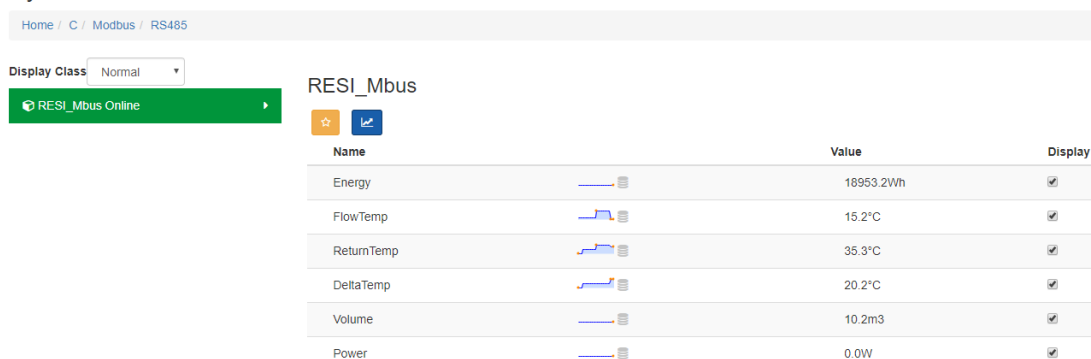 Home / C / Modbus / RS485
Display Class Normal
RESI_Mbus Online
RESI_Mbus
Name Value Display
Energy 18953.2Wh
FlowTemp 15.2°C
ReturnTemp 35.3°C
DeltaTemp 20.2°C
Volume 10.2m3
Power 0.0W